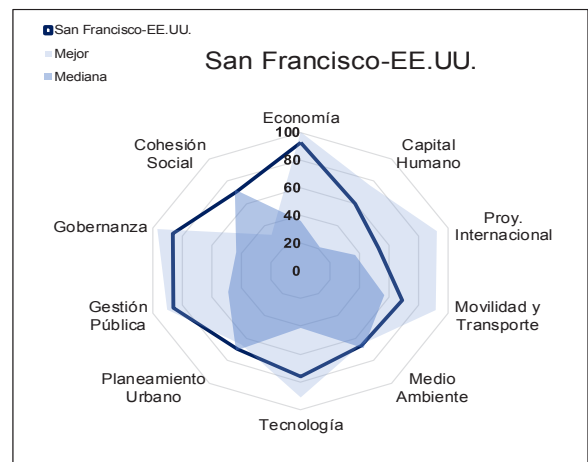 San Francisco-EE.UU.
Mejor
Mediana
San Francisco-EE.UU.
Economía
Capital
Humano
Proy.
Internacional
Movilidad y
Transporte
Medio
Ambiente
Tecnología
Planeamiento
Urbano
Gestión
Pública
Gobernanza
Cohesión
Social
100
80
60
40
20
0